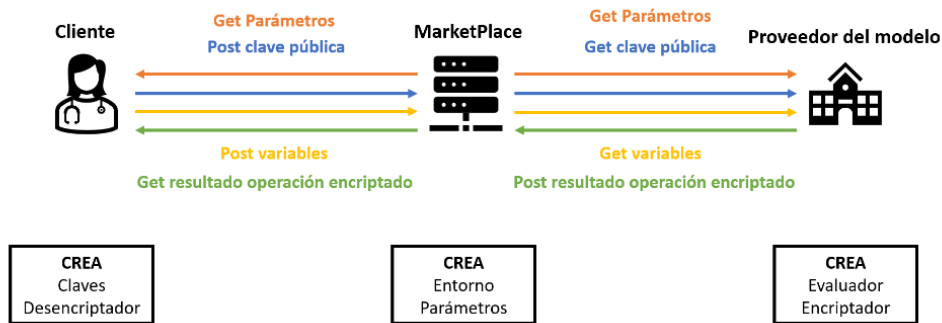 Get Parámetros
Get Parámetros
Cliente
MarketPlace
Post clave pública
Get clave pública
Proveedor del modelo
Post variables
Get variables
Get resultado operación encriptado
Post resultado operación encriptado
CREA
Claves
Desencriptador
CREA
Entorno
Parámetros
CREA
Evaluador
Encriptador